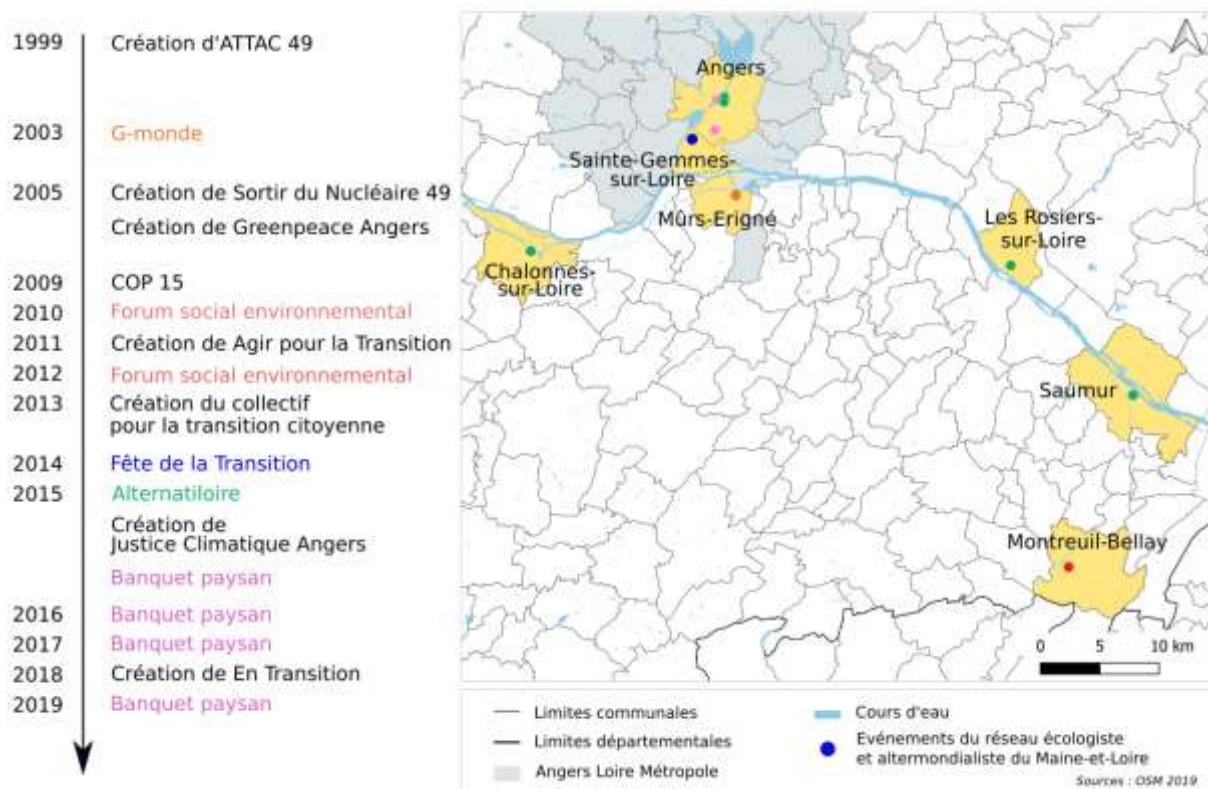 1999 Création d'ATTAC 49
2003 G-monde
2005 Création de Sortir du Nucléaire 49
Création de Greenpeace Angers
2009 COP 15
2010 Forum social environnemental
2011 Création de Agir pour la Transition
2012 Forum social environnemental
2013 Création du collectif
pour la transition citoyenne
2014 Fête de la Transition
2015 Alternatiloire
Création de
Justice Climatique Angers
Banquet paysan
2016 Banquet paysan
2017 Banquet paysan
2018 Création de En Transition
2019 Banquet paysan
Angers
Sainte-Gemmes-
sur-Loire
Mûrs-Erigné
Les Rosiers-
sur-Loire
Chalonnes-
sur-Loire
Saumur
Montreuil-Bellay
0 5 10 km
Limites communales
Limites départementales
Angers Loire Métropole
Cours d'eau
Evénements du réseau écologiste
et altermondialiste du Maine-et-Loire
Sources : OSM 2019